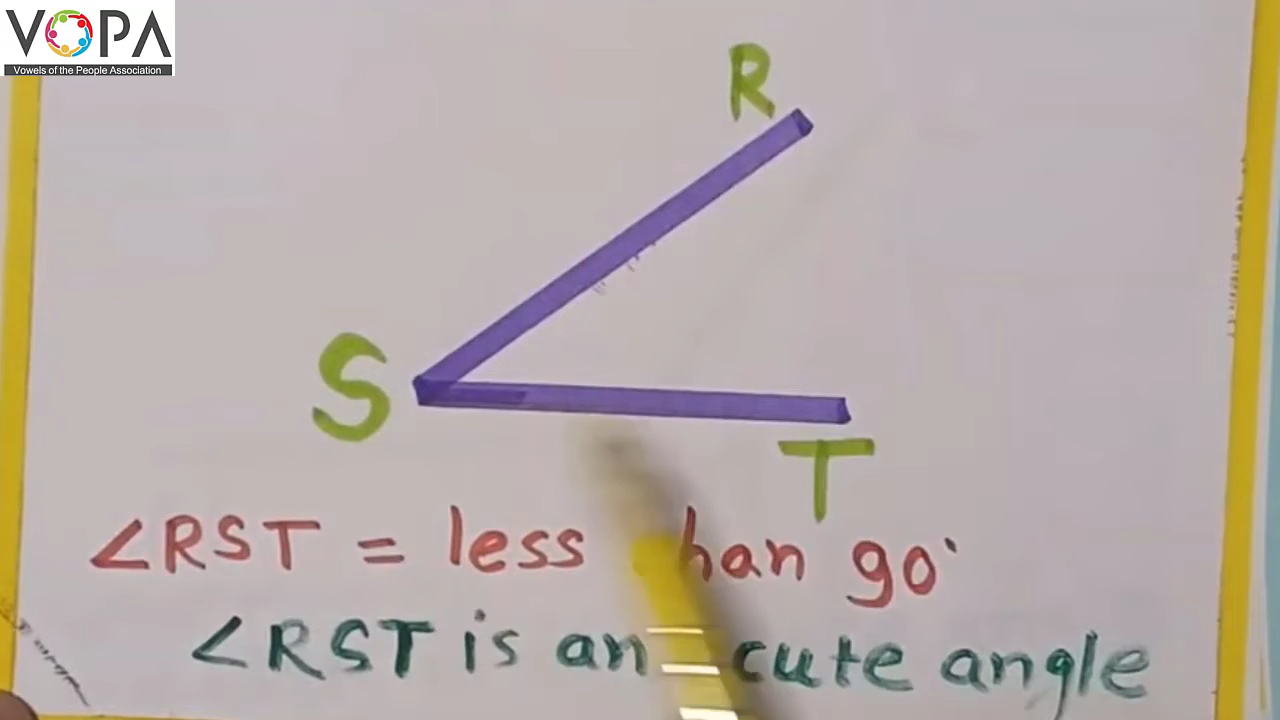 VOPA
Vowels of the People Association
R
S
T
∠RST = less han 90°
∠RST is an cute angle